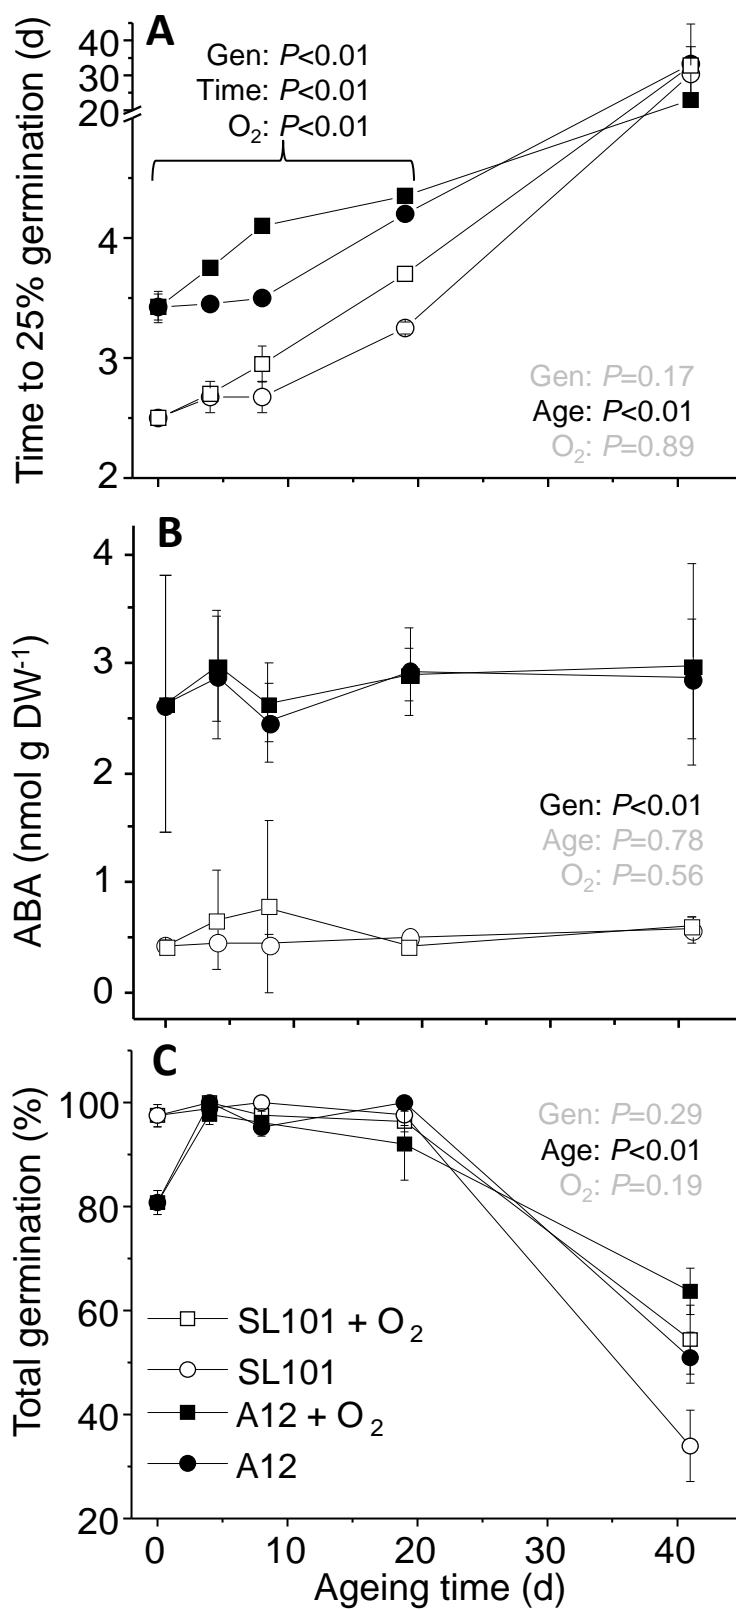 A
Time to 25% germination (d)
40
30
20
4
3
2
Gen: P<0.01
Time: P<0.01
O2: P<0.01
Gen: P=0.17
Age: P<0.01
O2: P=0.89
B
ABA (nmol g DW-1)
4
3
2
1
0
Gen: P<0.01
Age: P=0.78
O2: P=0.56
C
Total germination (%)
100
80
60
40
20
Gen: P=0.29
Age: P<0.01
O2: P=0.19
SL101 + O2
SL101
A12 + O2
A12
0 10 20 30 40
Ageing time (d)